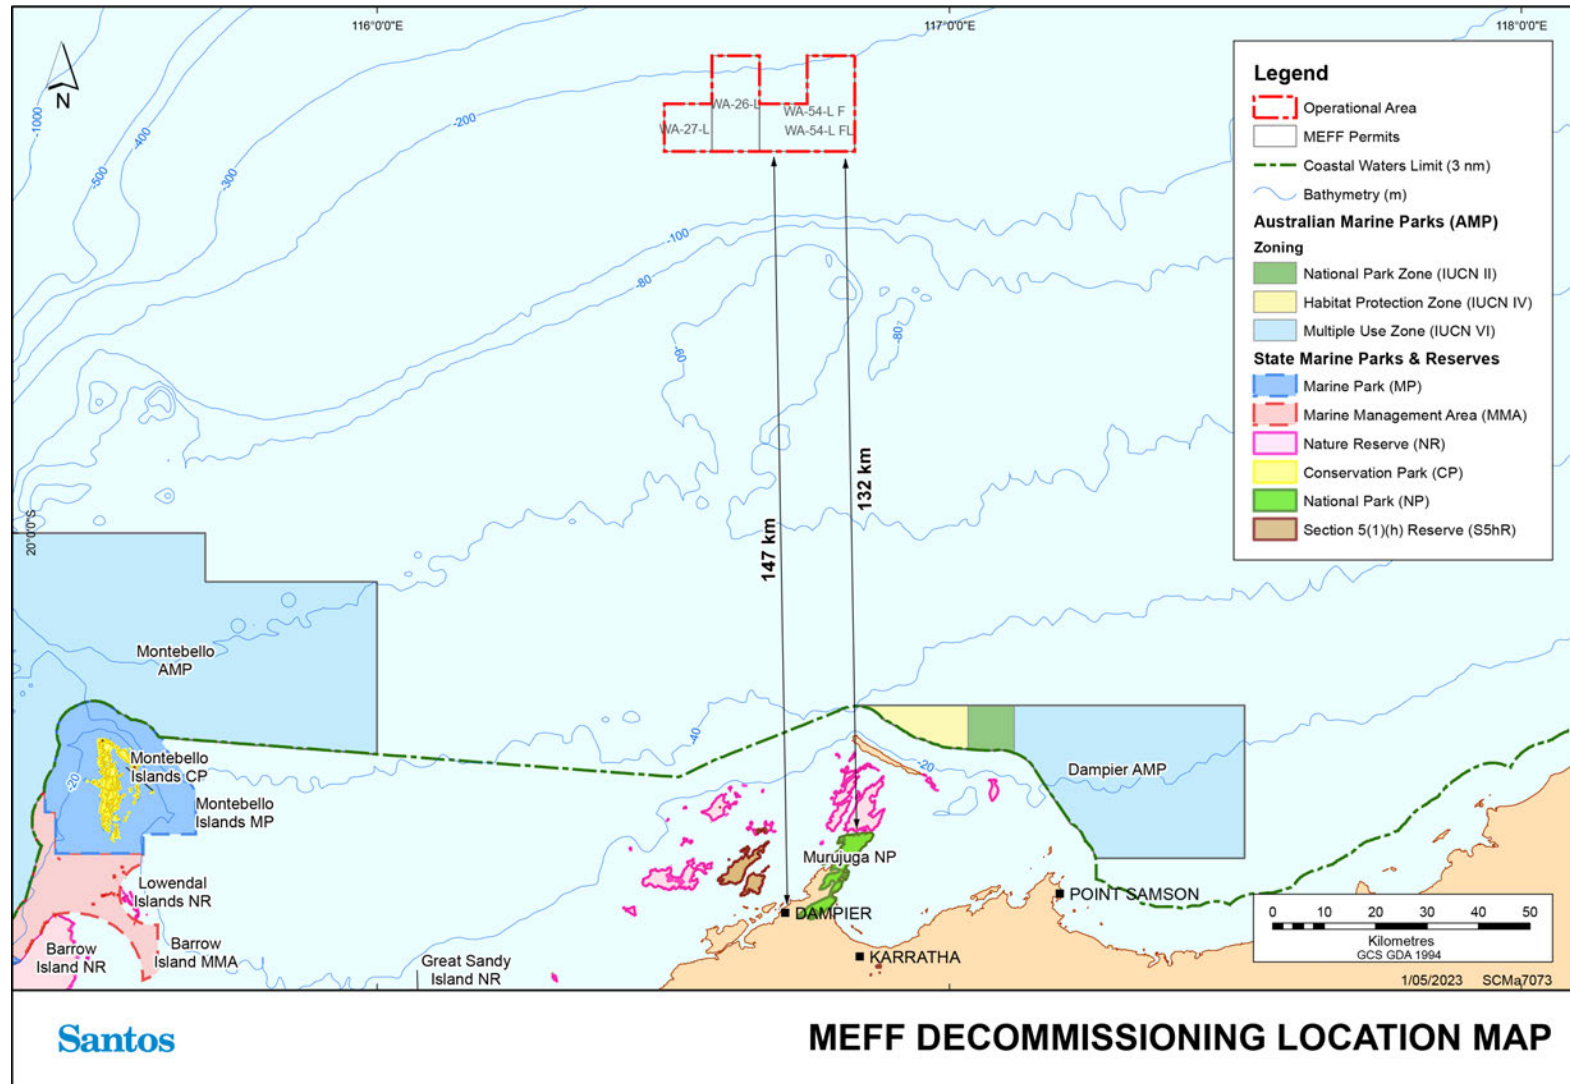 116°0'0"E
117°0'0"E
118°0'0"E
N
-1000
-400
-500
-300
-200
WA-27-L
WA-26-L
WA-54-L F
WA-54-L FL
-100
-80
-80
-60
147 km
132 km
20°0'0"S
Legend
Operational Area
MEFF Permits
Coastal Waters Limit (3 nm)
Bathymetry (m)
Australian Marine Parks (AMP)
Zoning
National Park Zone (IUCN II)
Habitat Protection Zone (IUCN IV)
Multiple Use Zone (IUCN VI)
State Marine Parks & Reserves
Marine Park (MP)
Marine Management Area (MMA)
Nature Reserve (NR)
Conservation Park (CP)
National Park (NP)
Section 5(1)(h) Reserve (S5hR)
Montebello
AMP
-40
-20
-20
Montebello
Islands CP
Montebello
Islands MP
Dampier AMP
Lowendal
Islands NR
Barrow
Island NR
Barrow
Island MMA
Great Sandy
Island NR
Murujuga NP
DAMPIER
KARRATHA
POINT SAMSON
0 10 20 30 40 50
Kilometres
GCS GDA 1994
1/05/2023 SCMa7073
Santos
MEFF DECOMMISSIONING LOCATION MAP